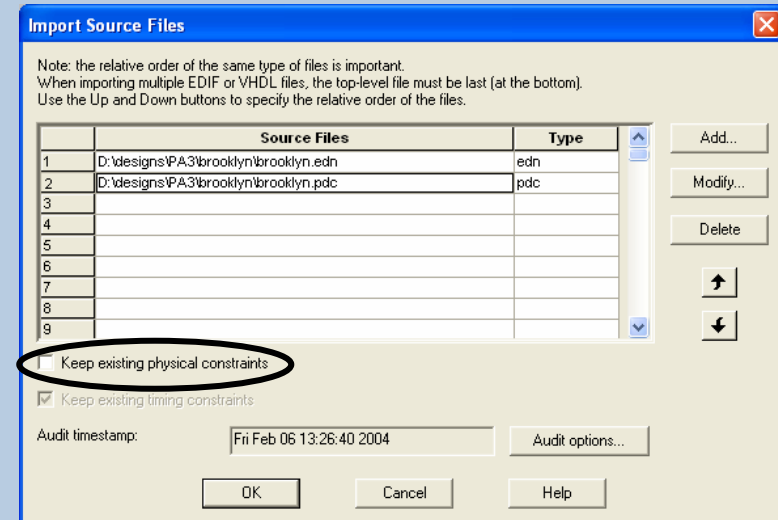 Import Source Files
Note: the relative order of the same type of files is important.
When importing multiple EDIF or VHDL files, the top-level file must be last (at the bottom).
Use the Up and Down buttons to specify the relative order of the files.
Source Files Type
1 D:\designs\PA3\brooklyn\brooklyn.edn edn
2 D:\designs\PA3\brooklyn\brooklyn.pdc pdc
3
4
5
6
7
8
9
Add...
Modify...
Delete
Keep existing physical constraints
Keep existing timing constraints
Audit timestamp: Fri Feb 06 13:26:40 2004 Audit options...
OK Cancel Help